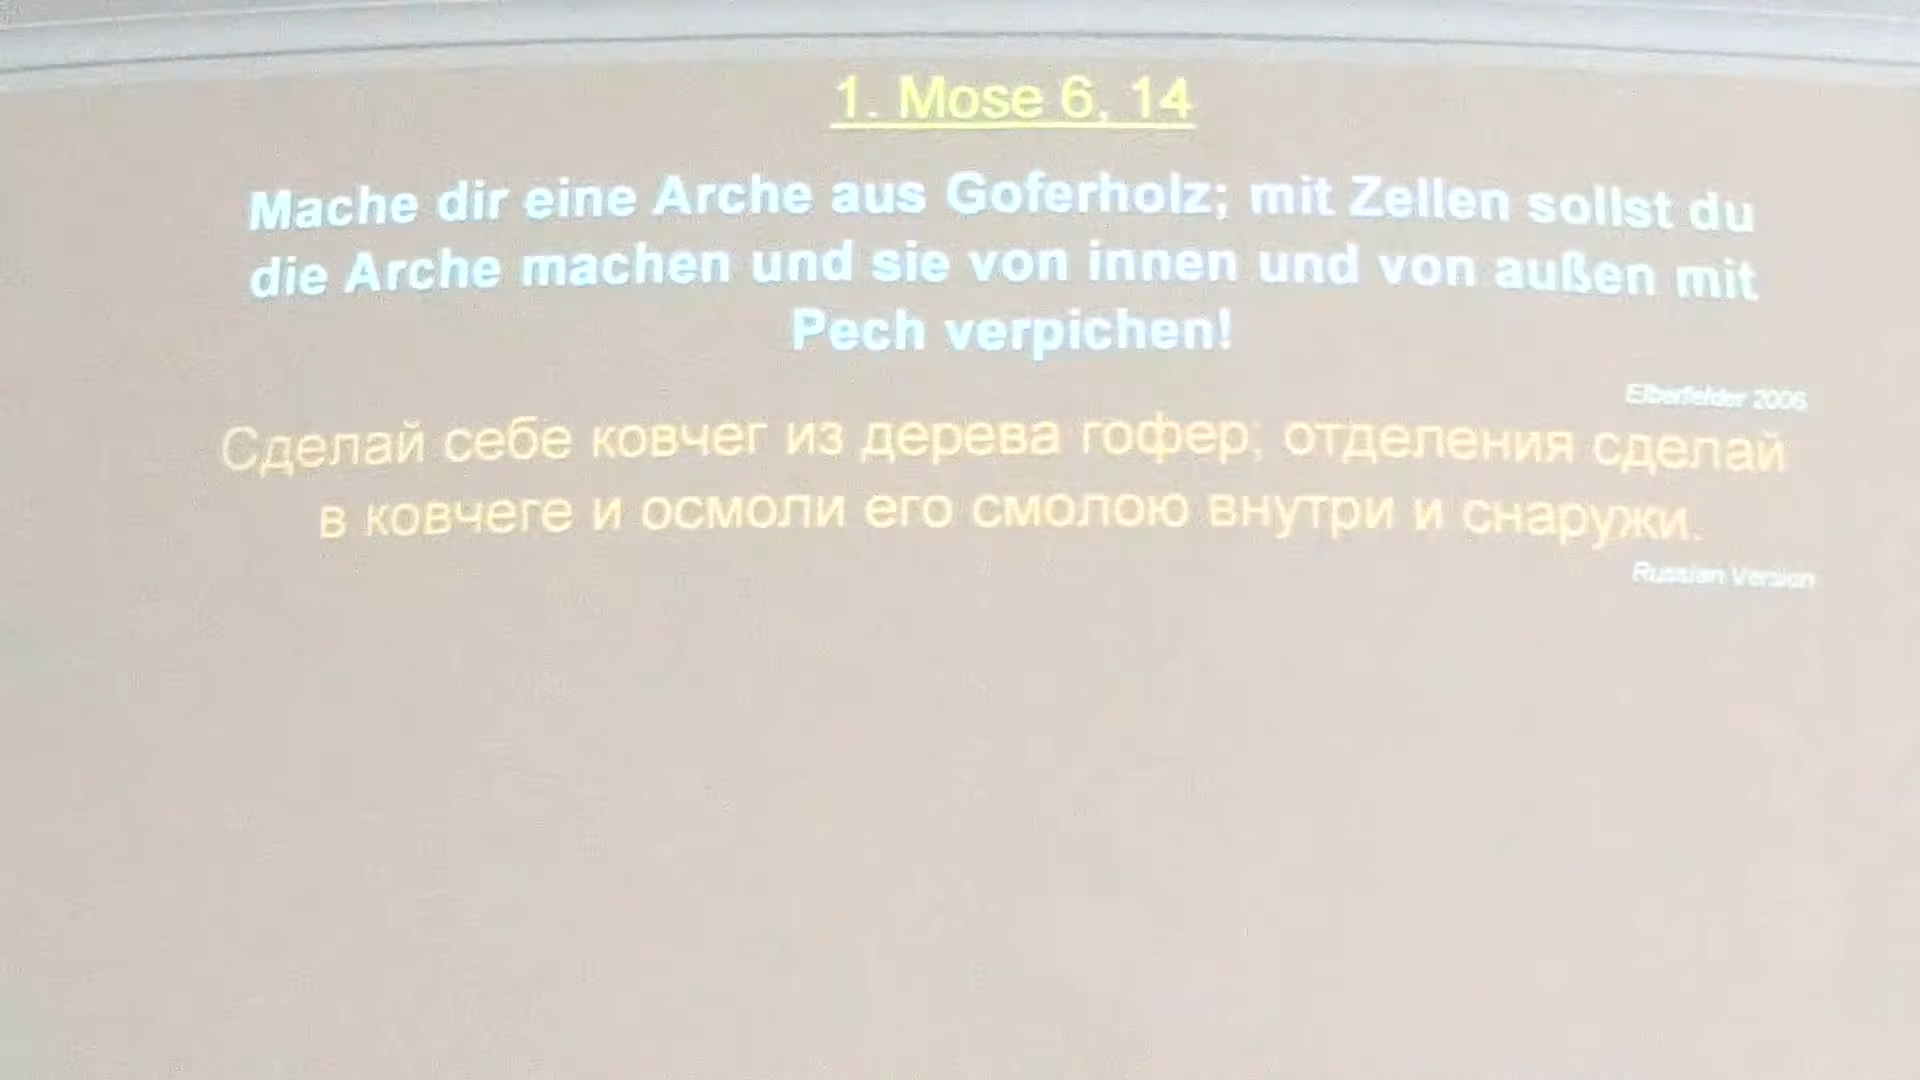 1. Mose 6, 14
Mache dir eine Arche aus Goferholz; mit Zellen sollst du
die Arche machen und sie von innen und von außen mit
Pech verpichen!
Elberfelder 2006
Сделай себе ковчег из дерева гофер; отделения сделай
в ковчеге и осмоли его смолою внутри и снаружи.
Russian Version